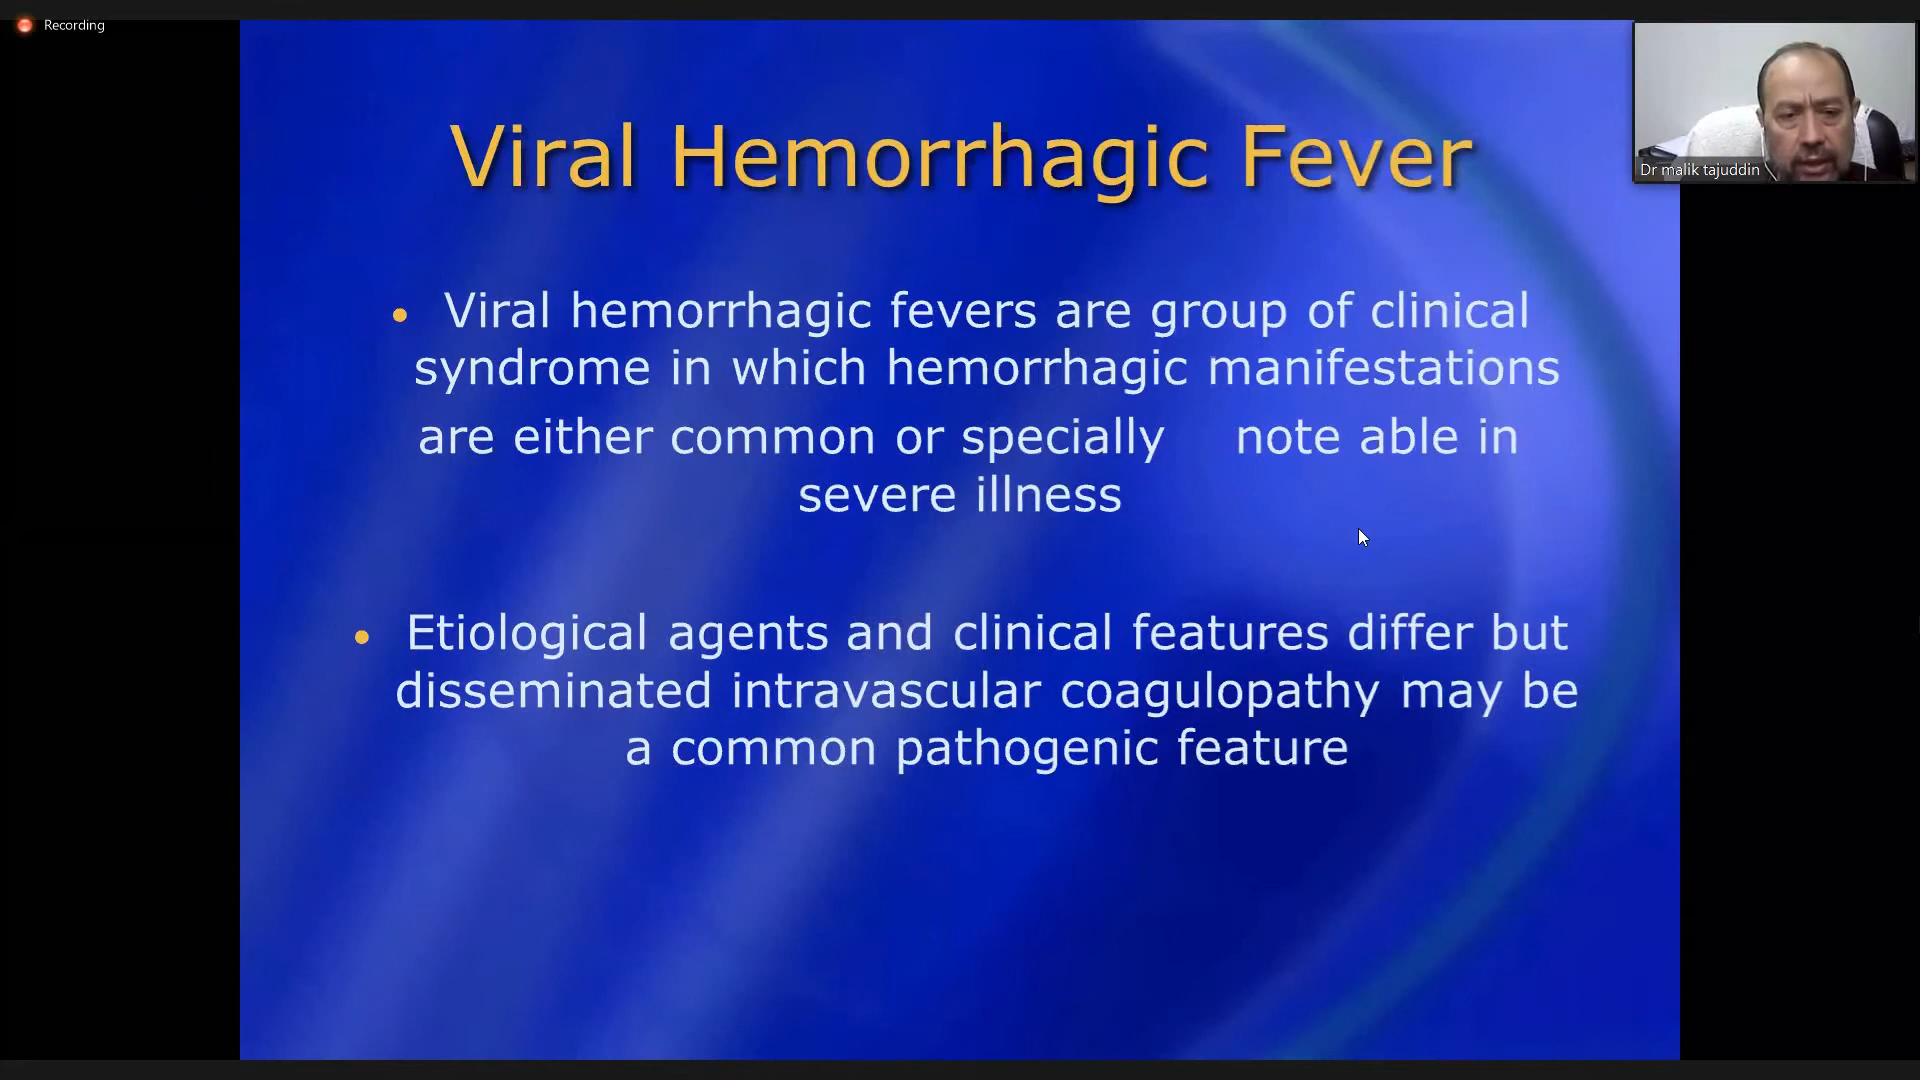 Recording
Dr malik tajuddin
Viral Hemorrhagic Fever
• Viral hemorrhagic fevers are group of clinical
syndrome in which hemorrhagic manifestations
are either common or specially note able in
severe illness
• Etiological agents and clinical features differ but
disseminated intravascular coagulopathy may be
a common pathogenic feature